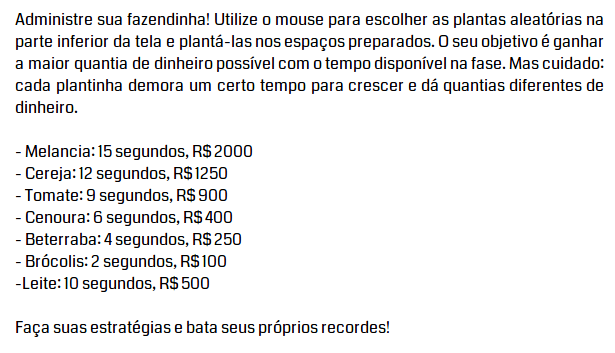 Administre sua fazendinha! Utilize o mouse para escolher as plantas aleatórias na
parte inferior da tela e plantá-las nos espaços preparados. O seu objetivo é ganhar
a maior quantia de dinheiro possível com o tempo disponível na fase. Mas cuidado:
cada plantinha demora um certo tempo para crescer e dá quantias diferentes de
dinheiro.

- Melancia: 15 segundos, R$2000
- Cereja: 12 segundos, R$1250
- Tomate: 9 segundos, R$900
- Cenoura: 6 segundos, R$400
- Beterraba: 4 segundos, R$250
- Brócolis: 2 segundos, R$100
-Leite: 10 segundos, R$500

Faça suas estratégias e bata seus próprios recordes!